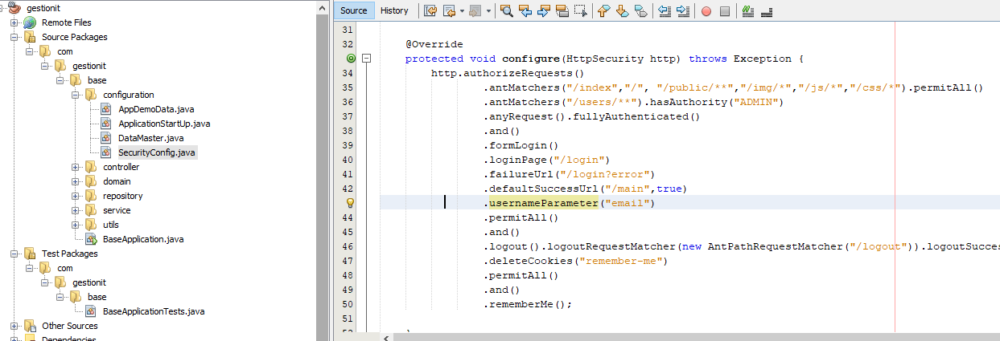 gestionit
Remote Files
Source Packages
com
gestionit
base
configuration
AppDemoData.java
ApplicationStartUp.java
DataMaster.java
SecurityConfig.java
controller
domain
repository
service
utils
BaseApplication.java
Test Packages
com
gestionit
base
BaseApplicationTests.java
Other Sources
Dependencies
Source History
31
32 @Override
protected void configure(HttpSecurity http) throws Exception {
34 http.authorizeRequests()
35 .antMatchers("/index","/", "/public/**","/img/*","/js/*","/css/*").permitAll()
36 .antMatchers("/users/**").hasAuthority("ADMIN")
37 .anyRequest().fullyAuthenticated()
38 .and()
39 .formLogin()
40 .loginPage("/login")
41 .failureUrl("/login?error")
42 .defaultSuccessUrl("/main",true)
.usernameParameter("email")
44 .permitAll()
45 .and()
46 .logout().logoutRequestMatcher(new AntPathRequestMatcher("/logout")).logoutSucces
47 .deleteCookies("remember-me")
48 .permitAll()
49 .and()
50 .rememberMe();
51